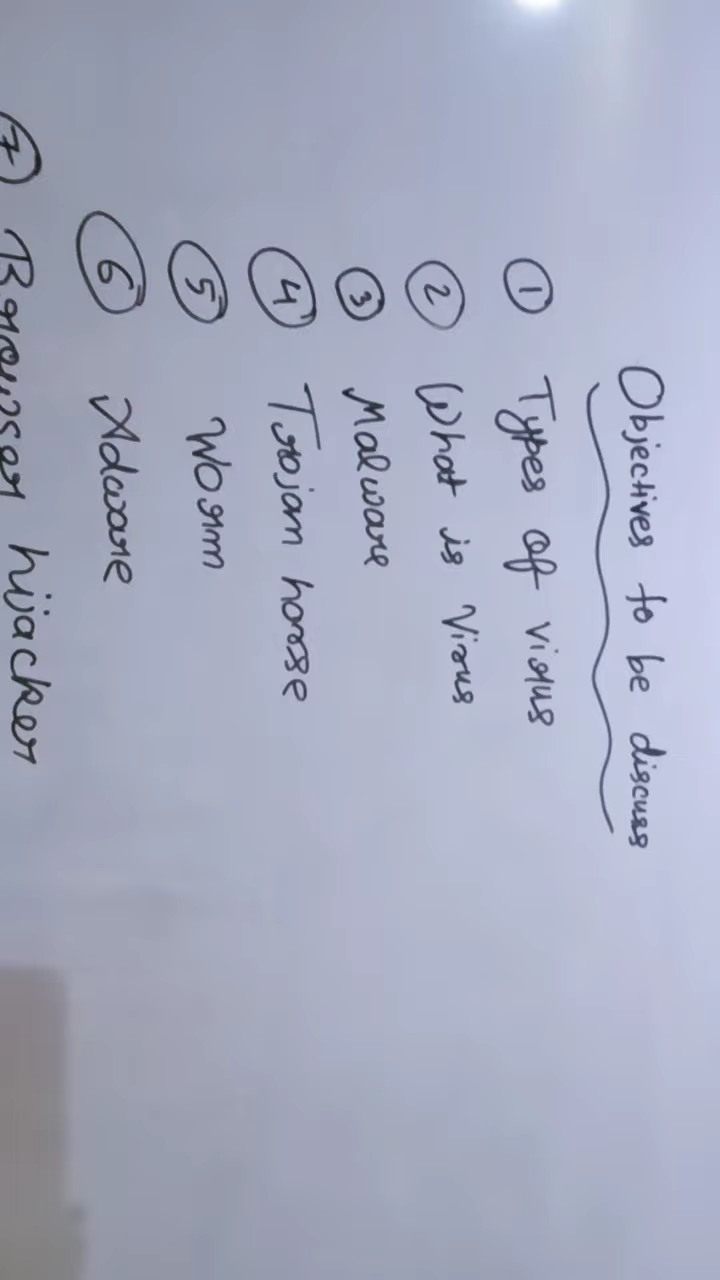 Objectives to be discuss
① Types of virus
② What is Virus
③ Malware
④ Trojan horse
⑤ Worm
⑥ Adware
⑦ Browser hijacker